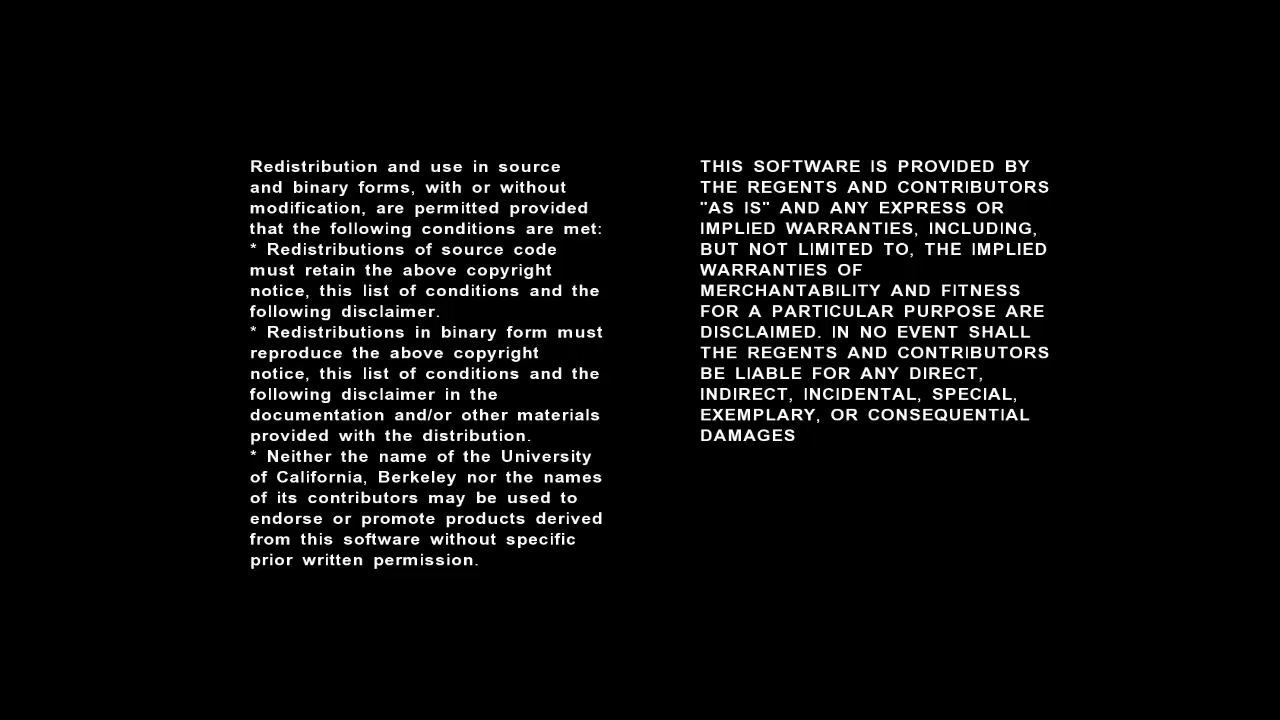 Redistribution and use in source
and binary forms, with or without
modification, are permitted provided
that the following conditions are met:
* Redistributions of source code
must retain the above copyright
notice, this list of conditions and the
following disclaimer.
* Redistributions in binary form must
reproduce the above copyright
notice, this list of conditions and the
following disclaimer in the
documentation and/or other materials
provided with the distribution.
* Neither the name of the University
of California, Berkeley nor the names
of its contributors may be used to
endorse or promote products derived
from this software without specific
prior written permission.
THIS SOFTWARE IS PROVIDED BY
THE REGENTS AND CONTRIBUTORS
"AS IS" AND ANY EXPRESS OR
IMPLIED WARRANTIES, INCLUDING,
BUT NOT LIMITED TO, THE IMPLIED
WARRANTIES OF
MERCHANTABILITY AND FITNESS
FOR A PARTICULAR PURPOSE ARE
DISCLAIMED. IN NO EVENT SHALL
THE REGENTS AND CONTRIBUTORS
BE LIABLE FOR ANY DIRECT,
INDIRECT, INCIDENTAL, SPECIAL,
EXEMPLARY, OR CONSEQUENTIAL
DAMAGES